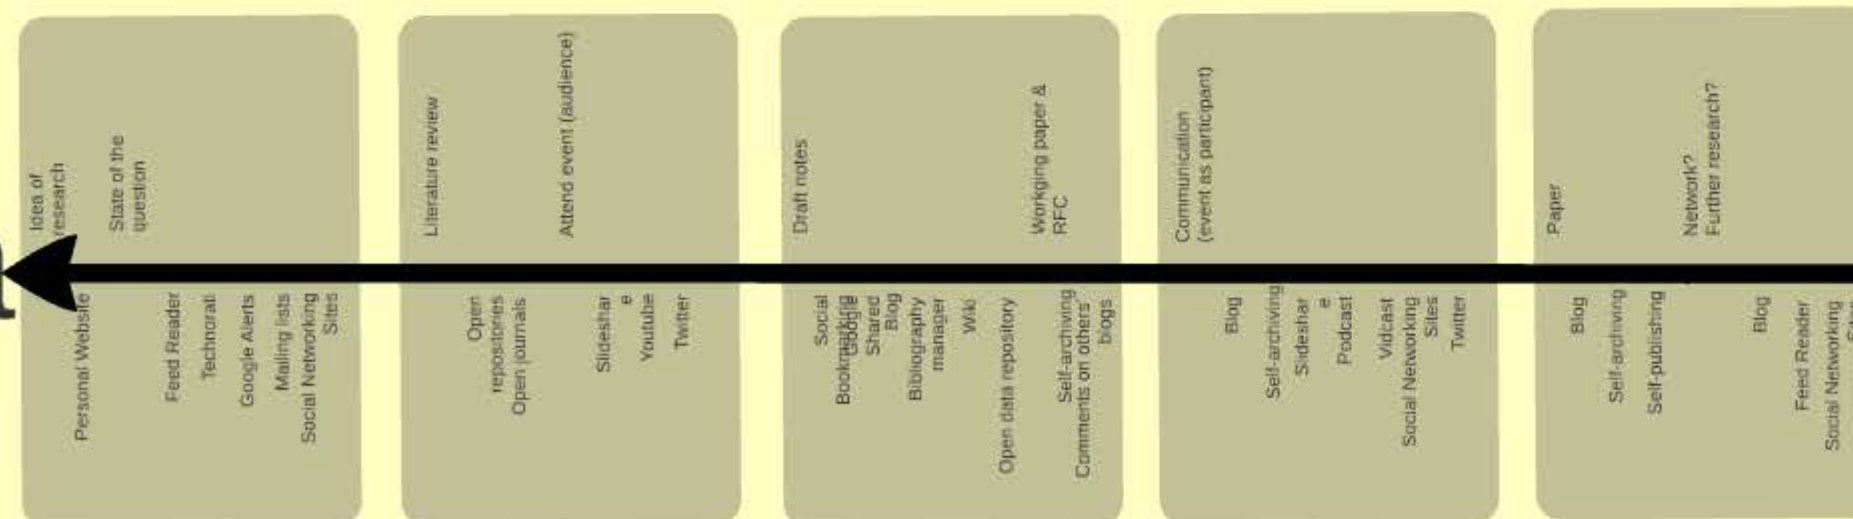 Idea of
research
State of the
question
Personal Website
Feed Reader
Technorati
Google Alerts
Mailing lists
Social Networking
Sites
Literature review
Attend event (audience)
Open
repositories
Open journals
Slideshar
e
Youtube
Twitter
Draft notes
Workging paper &
RFC
Social
Bookmarking
Google
Shared
Blog
Bibliography
manager
Wiki
Open data repository
Self-archiving
Comments on others'
blogs
Communication
(event as participant)
Blog
Self-archiving
Slideshar
e
Podcast
Vidcast
Social Networking
Sites
Twitter
Paper
Network?
Further research?
Blog
Self-archiving
Self-publishing
Blog
Feed Reader
Social Networking